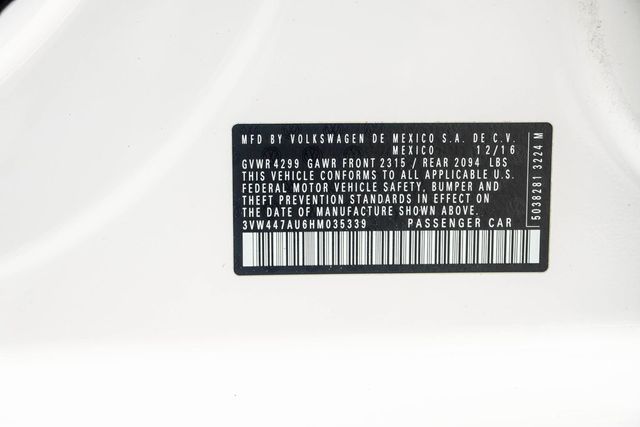 MFD BY VOLKSWAGEN DE MEXICO S.A. DE C.V.
MEXICO 12/16
GVWR4299 GAWR FRONT 2315 / REAR 2094 LBS
THIS VEHICLE CONFORMS TO ALL APPLICABLE U.S.
FEDERAL MOTOR VEHICLE SAFETY, BUMPER AND
THEFT PREVENTION STANDARDS IN EFFECT ON
THE DATE OF MANUFACTURE SHOWN ABOVE.
3VW447AU6HM035339 PASSENGER CAR
5038281 3224 M